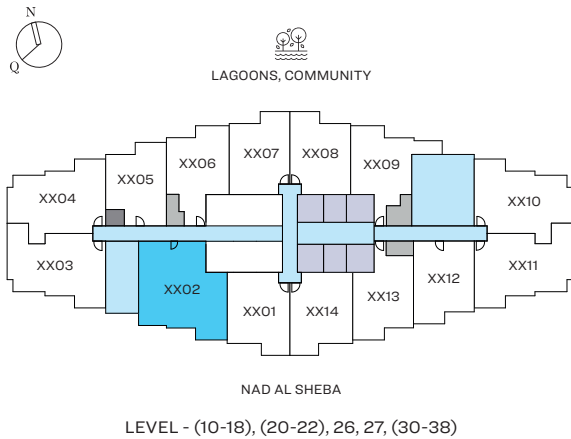 N
Q
LAGOONS, COMMUNITY
XX07 XX08
XX06 XX09
XX05
XX04 XX10
XX03 XX11
XX02 XX12
XX01 XX14 XX13
NAD AL SHEBA
LEVEL - (10-18), (20-22), 26, 27, (30-38)